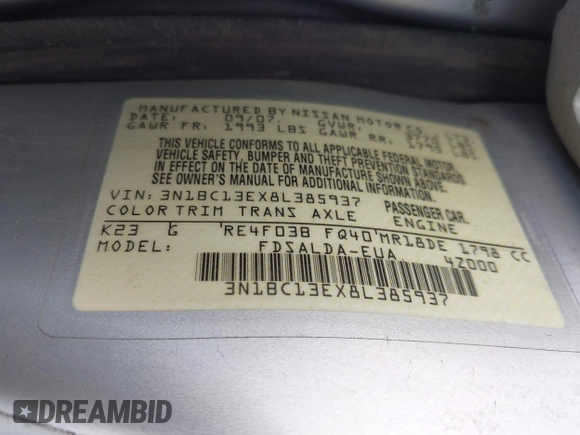 MANUFACTURED BY NISSAN MOTOR CO.,
DATE: 09/07. GVWR:
GAWR FR: 1993 LBS GAWR RR:
THIS VEHICLE CONFORMS TO ALL APPLICABLE FEDERAL MOTOR
VEHICLE SAFETY, BUMPER AND THEFT PREVENTION STANDARDS
IN EFFECT ON THE DATE OF MANUFACTURE SHOWN ABOVE.
SEE OWNER'S MANUAL FOR ADDITIONAL INFORMATION.
VIN: 3N1BC13EX8L385937 PASSENGER CAR.
COLOR TRIM TRANS AXLE ENGINE
K23 G RE4F03B FQ40 MR18DE 1798 CC
MODEL: FDSALDA-EUA 4Z000
3N1BC13EX8L385937
DREAMBID